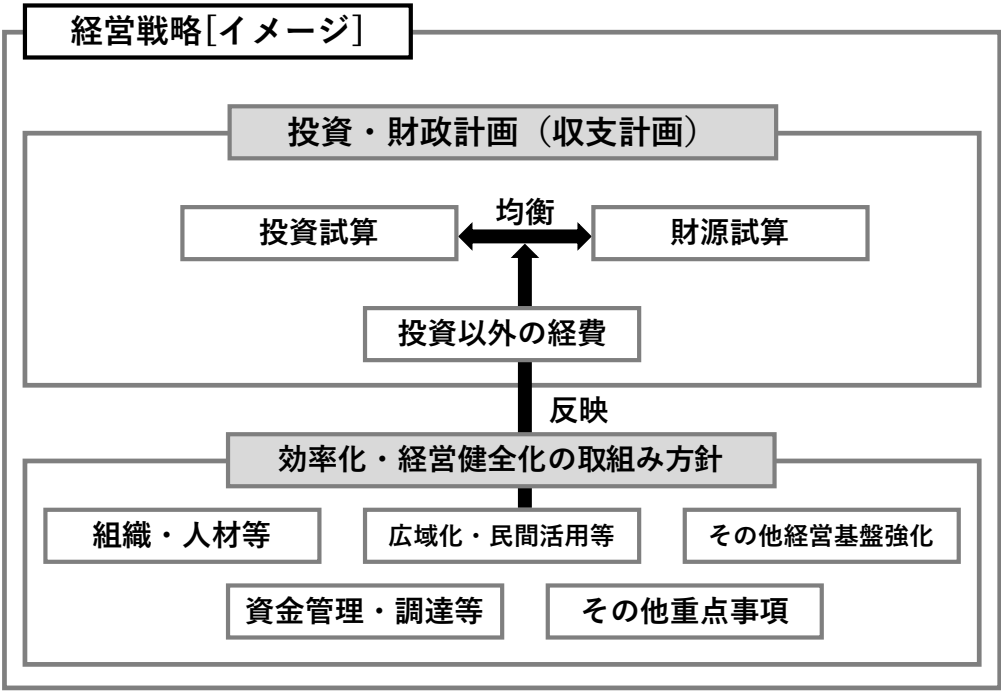 経営戦略[イメージ]
投資・財政計画（収支計画）
投資試算
均衡
財源試算
投資以外の経費
反映
効率化・経営健全化の取組み方針
組織・人材等
広域化・民間活用等
その他経営基盤強化
資金管理・調達等
その他重点事項